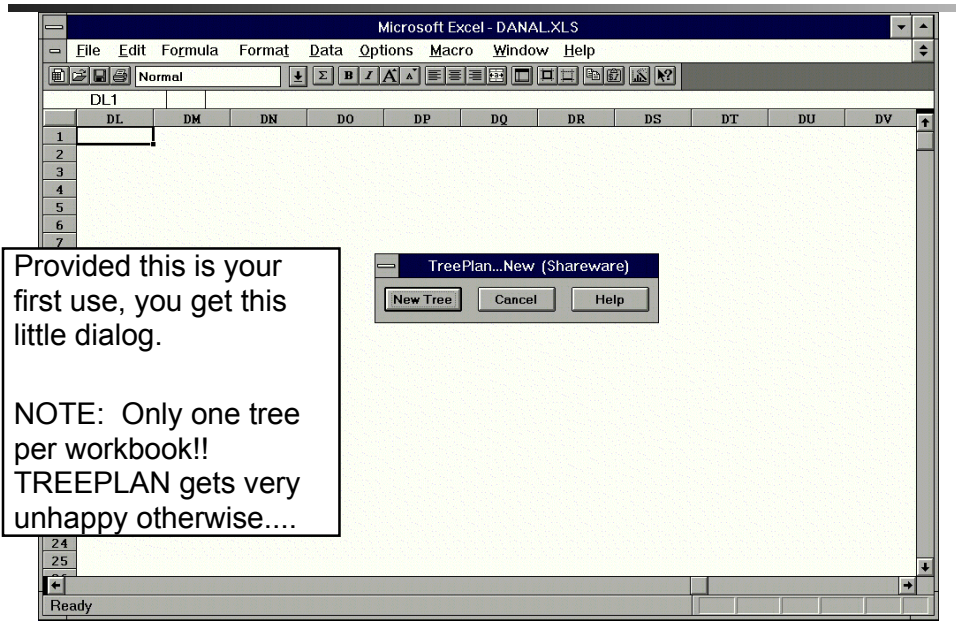 Microsoft Excel - DANAL.XLS
File Edit Formula Format Data Options Macro Window Help
Normal Σ B I A A
DL1
DL DM DN DO DP DQ DR DS DT DU DV
1
2
3
4
5
6
7
Provided this is your
first use, you get this
little dialog.
NOTE: Only one tree
per workbook!!
TREEPLAN gets very
unhappy otherwise....
TreePlan...New (Shareware)
New Tree Cancel Help
24
25
Ready